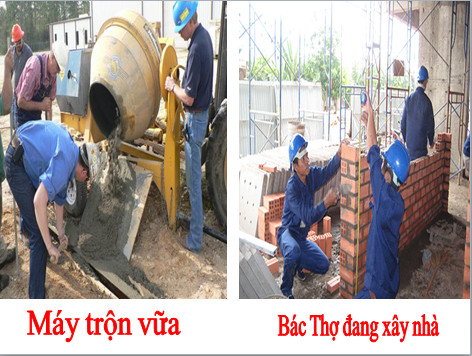 Máy trộn vữa
Bác Thợ đang xây nhà